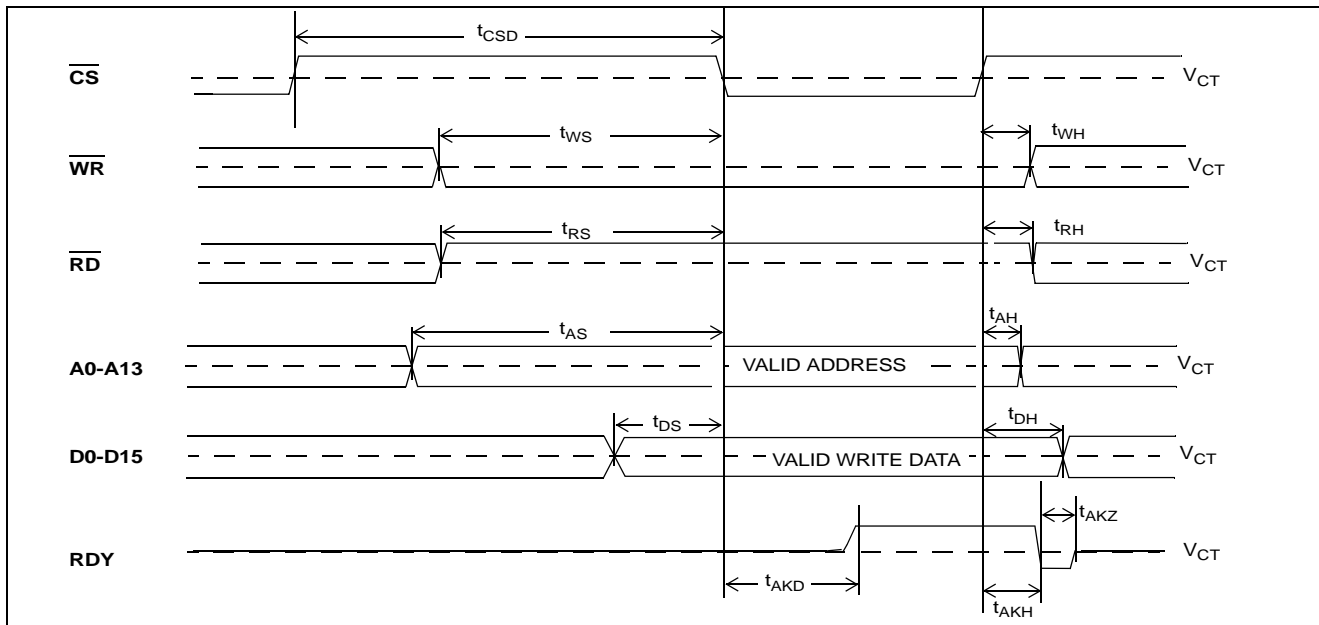 tCSD
CS
VCT
tWS
tWH
WR
VCT
tRS
tRH
RD
VCT
tAS
tAH
A0-A13
VALID ADDRESS
VCT
tDS
tDH
D0-D15
VALID WRITE DATA
VCT
tAKZ
RDY
VCT
tAKD
tAKH